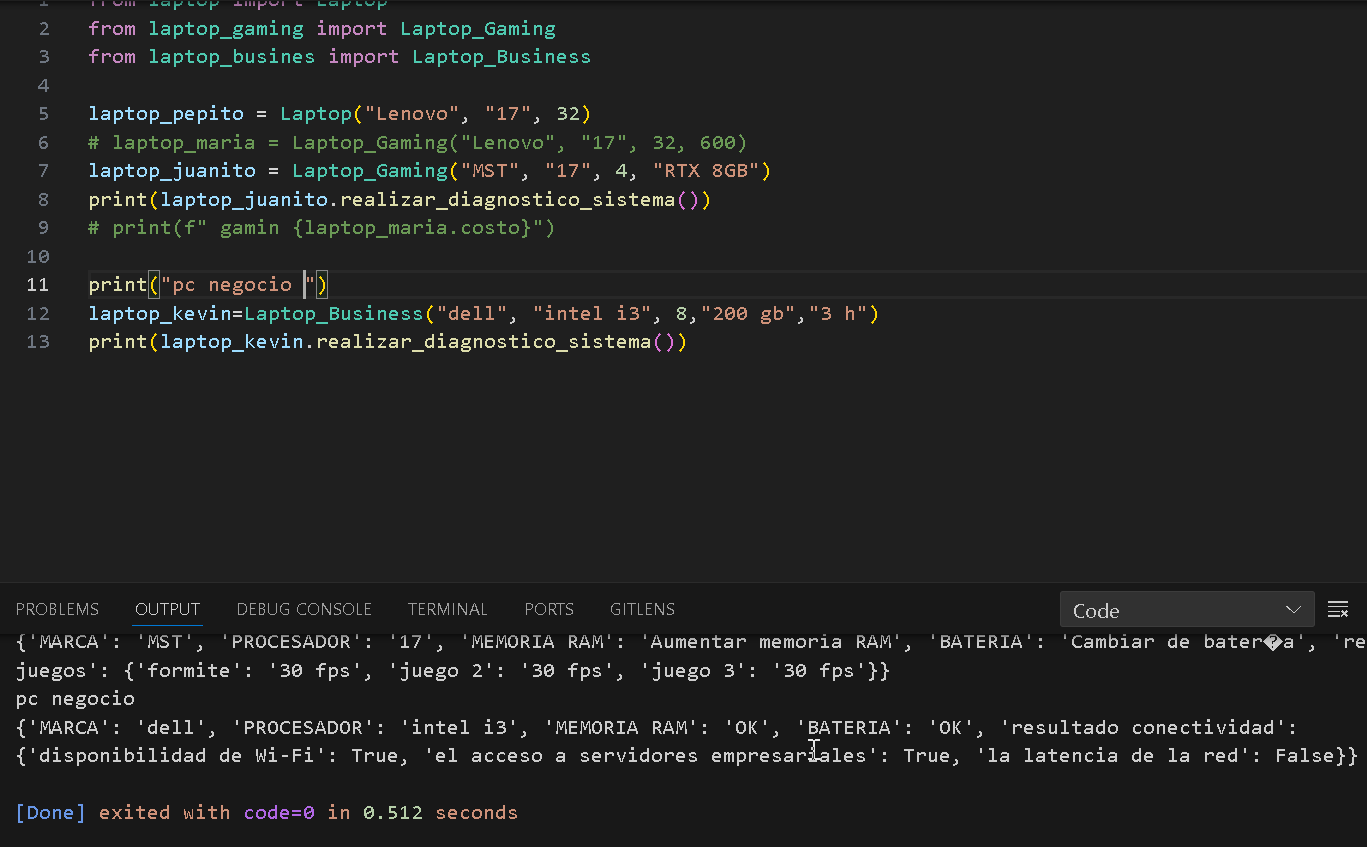 1 from laptop import Laptop
2 from laptop_gaming import Laptop_Gaming
3 from laptop_busines import Laptop_Business
4
5 laptop_pepito = Laptop("Lenovo", "17", 32)
6 # laptop_maria = Laptop_Gaming("Lenovo", "17", 32, 600)
7 laptop_juanito = Laptop_Gaming("MST", "17", 4, "RTX 8GB")
8 print(laptop_juanito.realizar_diagnostico_sistema())
9 # print(f" gamin {laptop_maria.costo}")
10
11 print("pc negocio ")
12 laptop_kevin=Laptop_Business("dell", "intel i3", 8,"200 gb","3 h")
13 print(laptop_kevin.realizar_diagnostico_sistema())
PROBLEMS OUTPUT DEBUG CONSOLE TERMINAL PORTS GITLENS Code
{'MARCA': 'MST', 'PROCESADOR': '17', 'MEMORIA RAM': 'Aumentar memoria RAM', 'BATERIA': 'Cambiar de bater�a', 're
juegos': {'formite': '30 fps', 'juego 2': '30 fps', 'juego 3': '30 fps'}}
pc negocio
{'MARCA': 'dell', 'PROCESADOR': 'intel i3', 'MEMORIA RAM': 'OK', 'BATERIA': 'OK', 'resultado conectividad':
{'disponibilidad de Wi-Fi': True, 'el acceso a servidores empresariales': True, 'la latencia de la red': False}}
[Done] exited with code=0 in 0.512 seconds